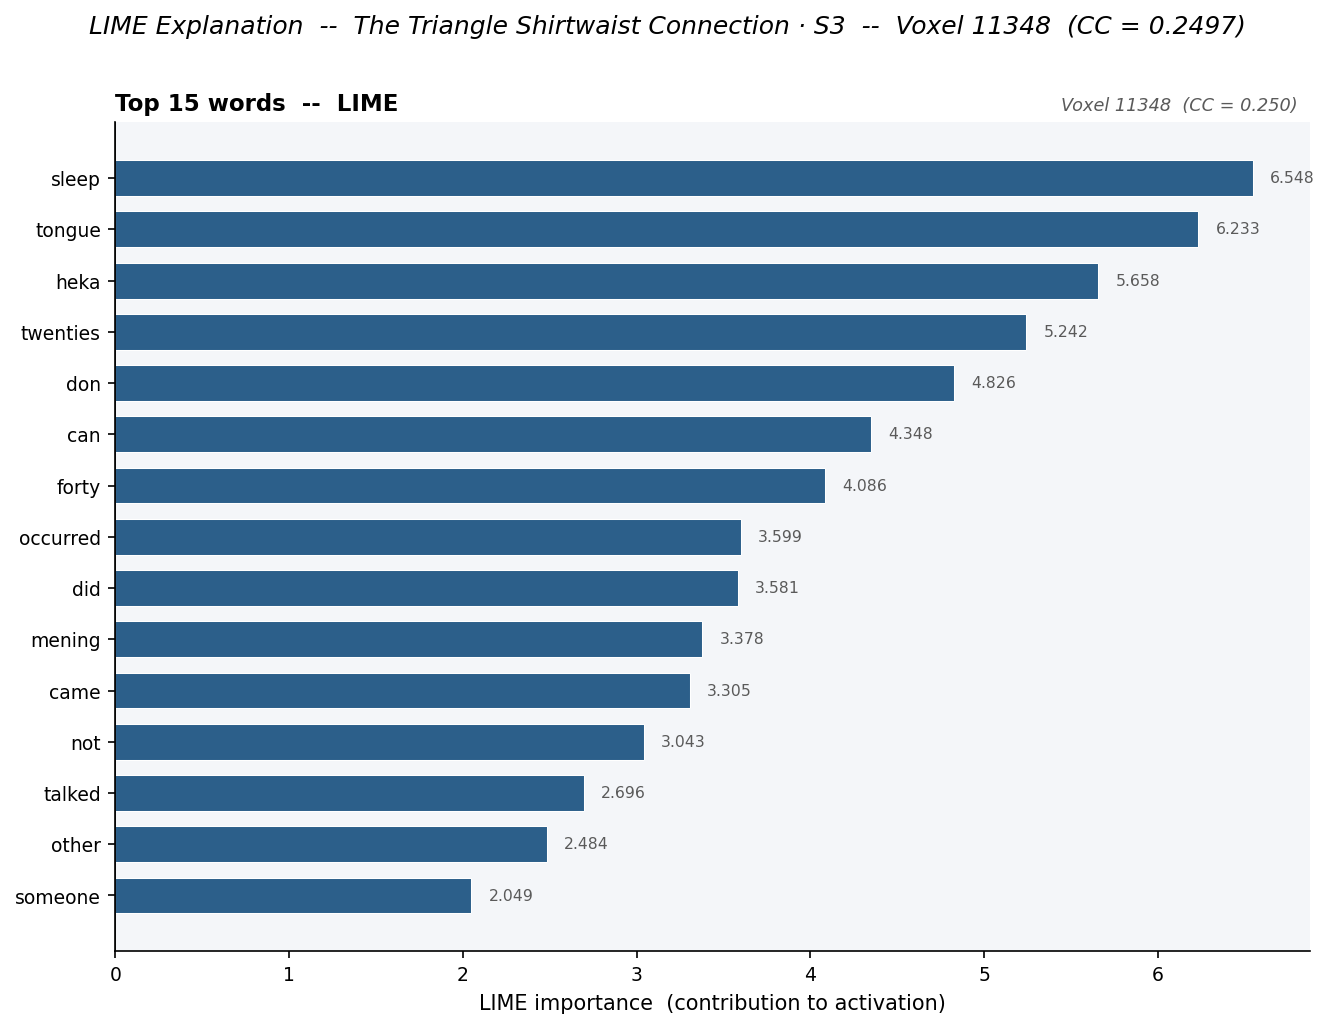 LIME Explanation  --  The Triangle Shirtwaist Connection · S3  --  Voxel 11348  (CC = 0.2497)
Top 15 words  --  LIME
Voxel 11348  (CC = 0.250)
sleep 6.548
tongue 6.233
heka 5.658
twenties 5.242
don 4.826
can 4.348
forty 4.086
occurred 3.599
did 3.581
mening 3.378
came 3.305
not 3.043
talked 2.696
other 2.484
someone 2.049
0 1 2 3 4 5 6
LIME importance  (contribution to activation)